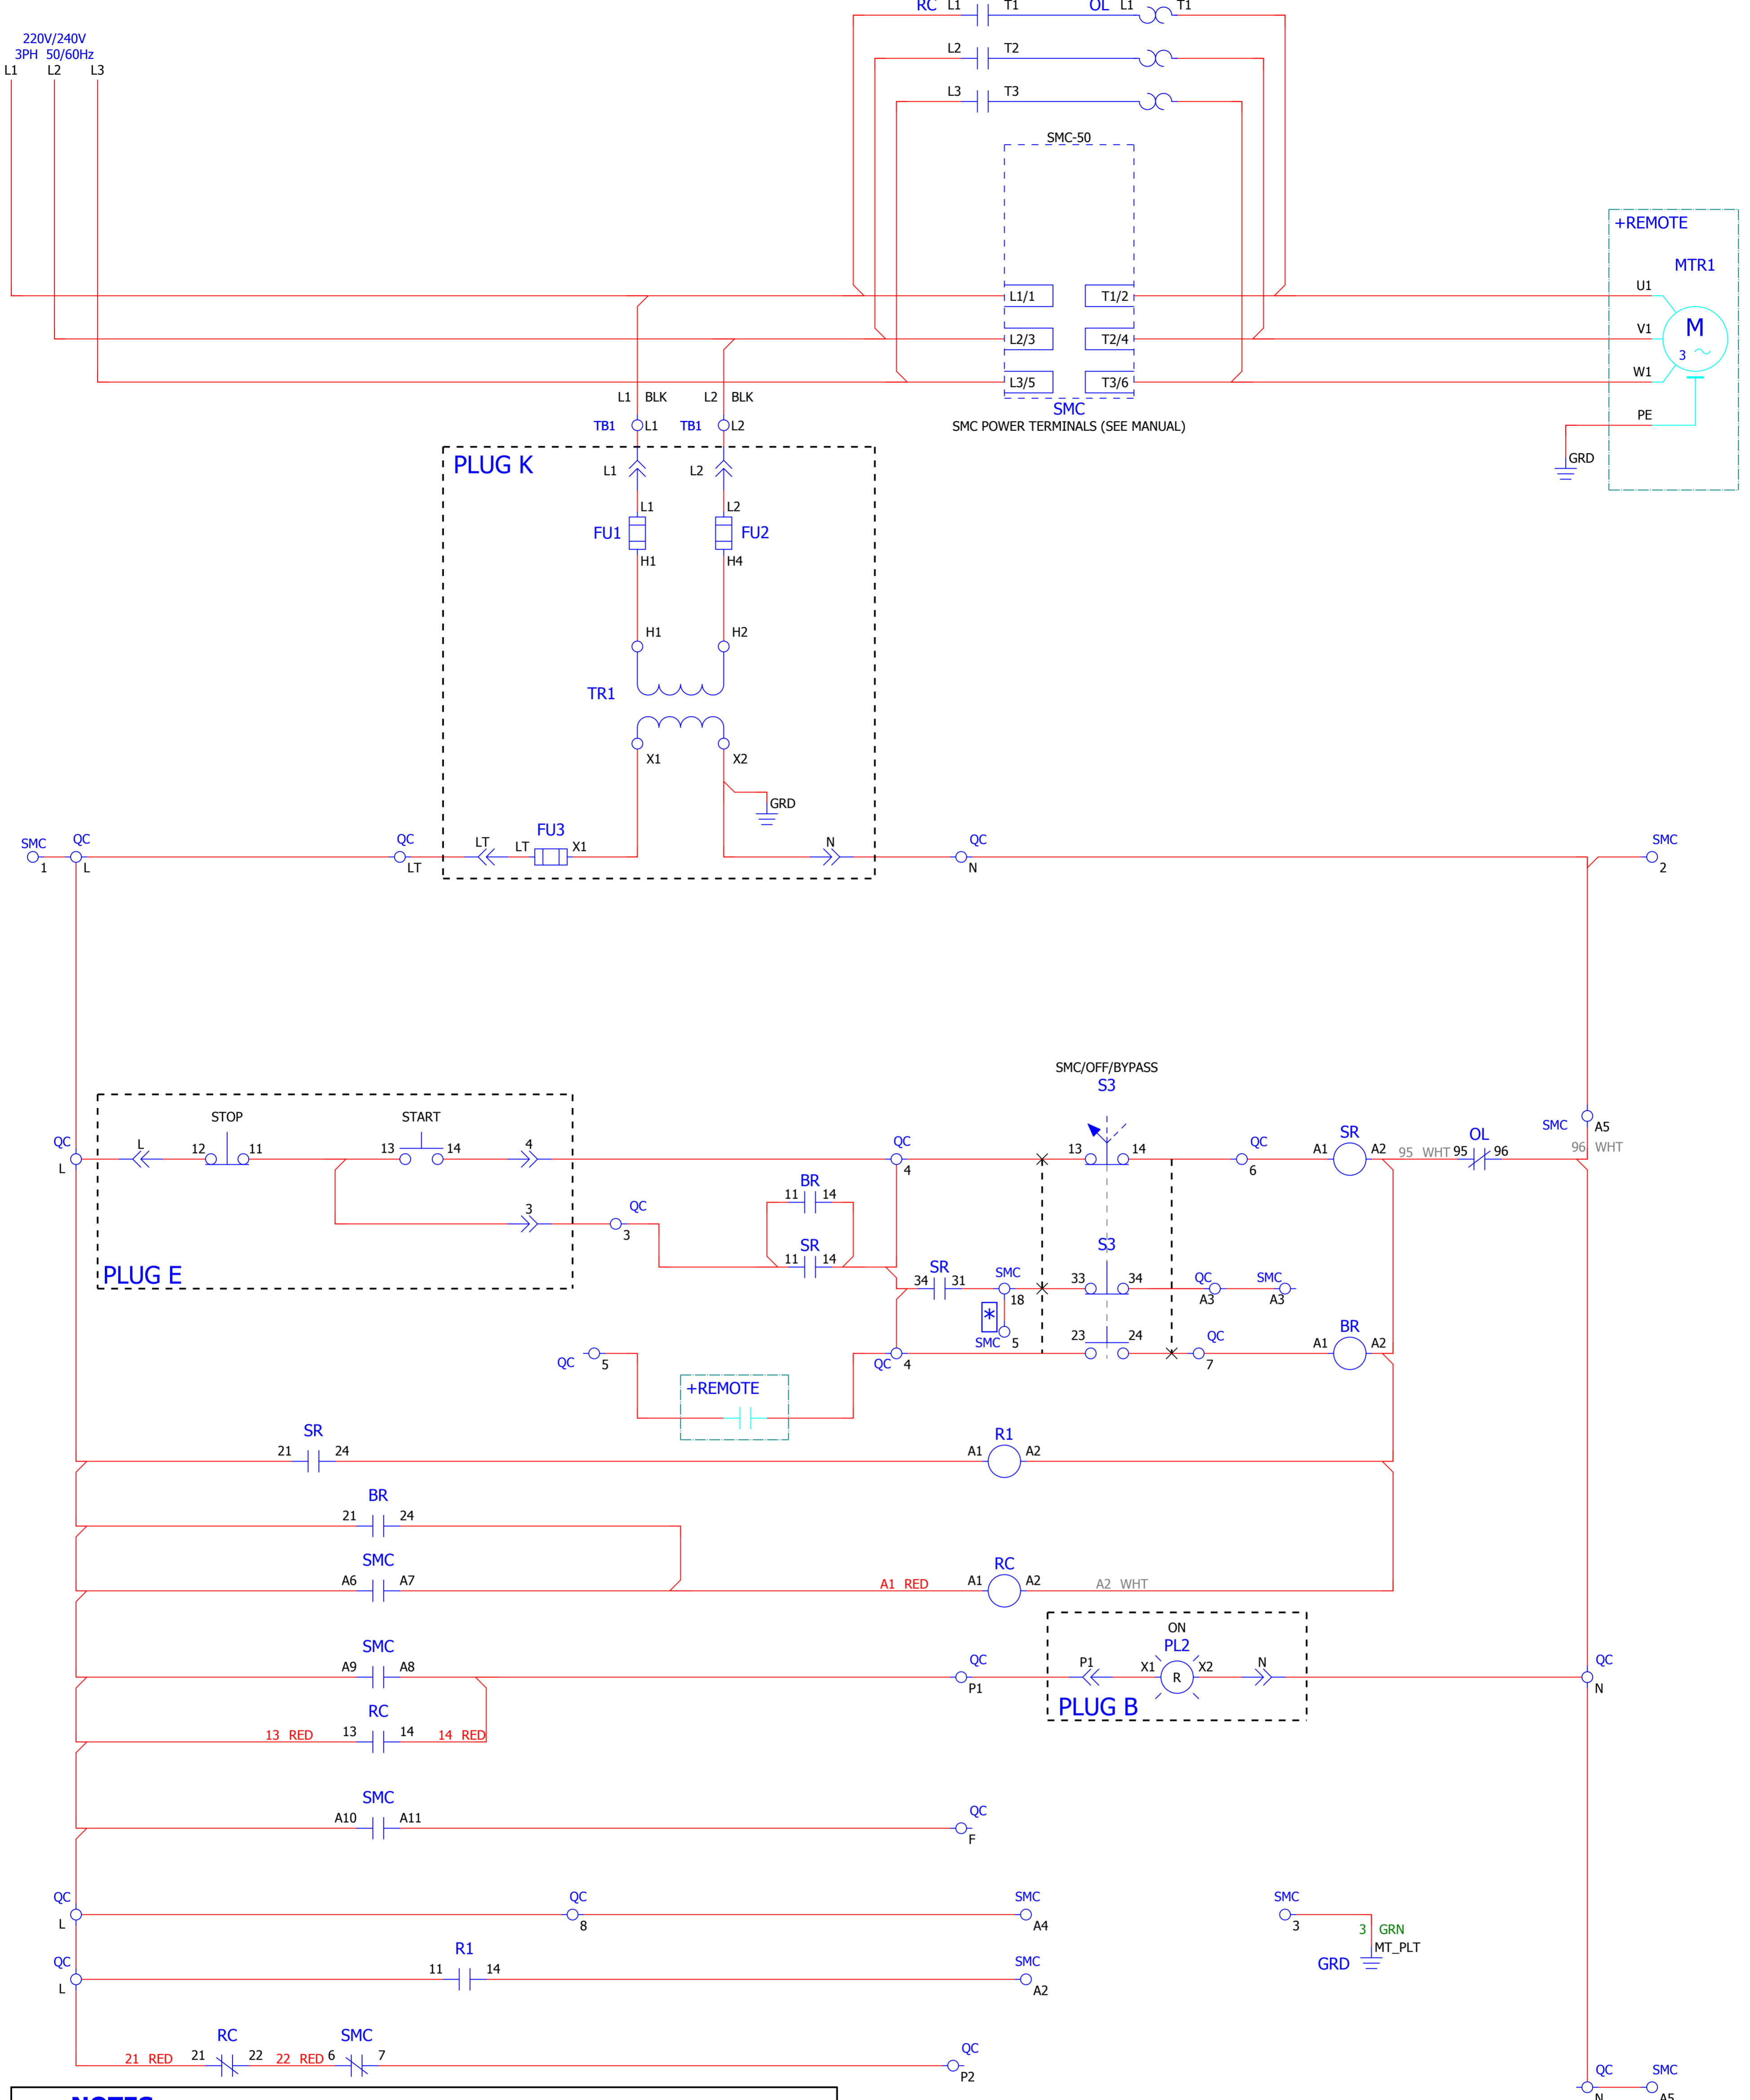 RC L1 T1 OL L1 T1
220V/240V
3PH 50/60Hz
L1 L2 L3
L2 T2
L3 T3
SMC-50
+REMOTE
MTR1
L1/1 T1/2 U1
L2/3 T2/4 V1 M
3
L3/5 T3/6 W1
L1 BLK L2 BLK
SMC
SMC POWER TERMINALS (SEE MANUAL)
PE
TB1 L1 TB1 L2
GRD
PLUG K
L1 L2
L1 L2
FU1 FU2
H1 H4
H1 H2
TR1
X1 X2
GRD
SMC QC QC LT LT FU3 X1 N QC SMC
1 L LT N 2
SMC/OFF/BYPASS
S3
STOP START
QC L 12 11 13 14 4 QC 13 14 QC SR OL SMC A5
L 4 6 A1 A2 95 WHT 95 96 96 WHT
BR
11 14
3 QC
3
SR
11 14
S3
PLUG E
SR
34 31 SMC 33 34 QC SMC
18 A3 A3
*
SMC 5
23 24 QC BR
QC 5 QC 4 7 A1 A2
+REMOTE
SR R1
21 24 A1 A2
BR
21 24
SMC RC
A6 A7 A1 RED A1 A2 A2 WHT
ON
SMC PL2
A9 A8 QC P1 X1 R X2 N QC
P1 N
PLUG B
RC
13 RED 13 14 14 RED
SMC
A10 A11 QC
F
QC QC SMC SMC
L 8 A4 3
3 GRN
MT_PLT
GRD
QC R1 SMC
L 11 14 A2
RC SMC
21 RED 21 22 22 RED 6 7 QC
P2
QC SMC
N A5
NOTES